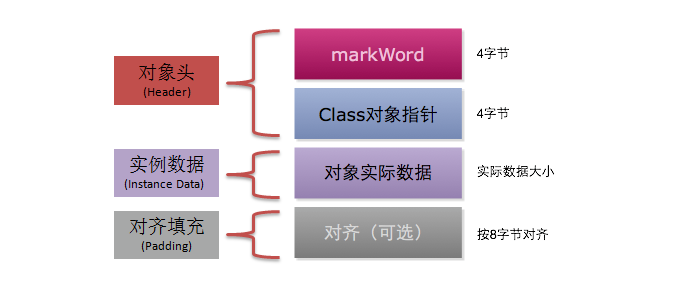 对象头
(Header)
markWord
4字节
Class对象指针
4字节
实例数据
(Instance Data)
对象实际数据
实际数据大小
对齐填充
(Padding)
对齐（可选）
按8字节对齐